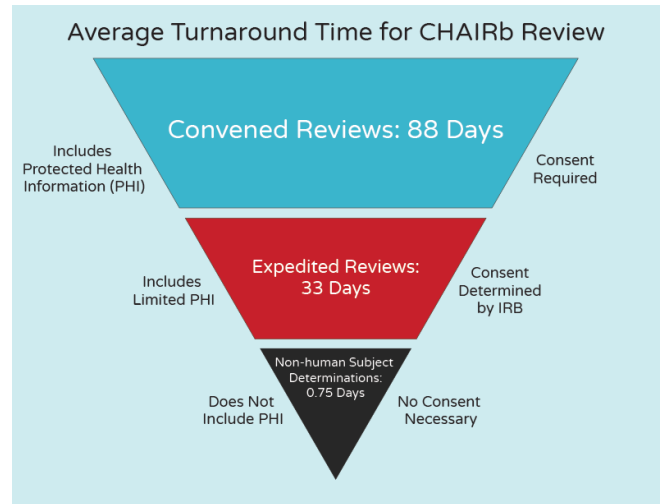 Average Turnaround Time for CHAIRb Review
Convened Reviews: 88 Days
Includes
Protected Health
Information (PHI)
Consent
Required
Expedited Reviews:
33 Days
Includes
Limited PHI
Consent
Determined
by IRB
Non-human Subject
Determinations:
0.75 Days
Does Not
Include PHI
No Consent
Necessary